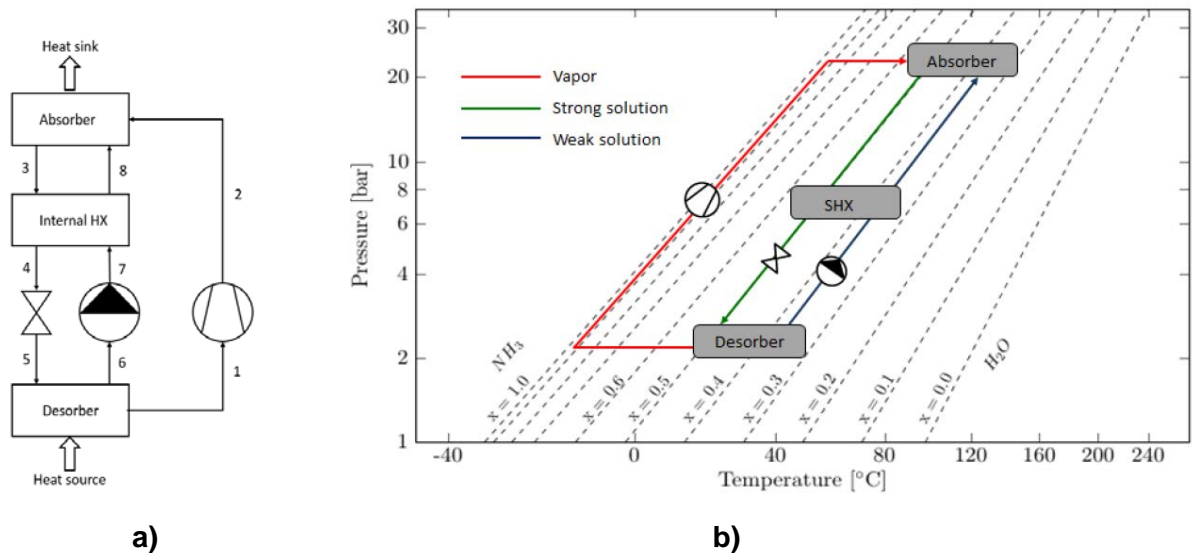 Heat sink
Absorber
3
8
2
Internal HX
4
7
5
6
1
Desorber
Heat source
a)
Pressure [bar]
30
20
10
8
6
4
2
1
Vapor
Strong solution
Weak solution
Absorber
SHX
Desorber
NH₃
H₂O
x = 1.0
x = 0.6
x = 0.5
x = 0.4
x = 0.3
x = 0.2
x = 0.1
x = 0.0
-40
0
40
80
120
160
200
240
Temperature [°C]
b)